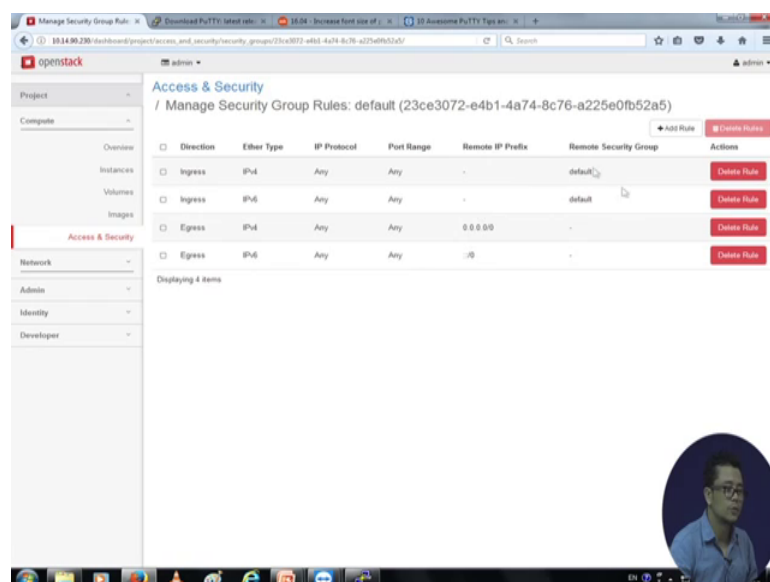 Manage Security Group Rule
Download PuTTY: latest rele
16.04 - Increase font size of
10 Awesome PuTTY Tips an
10.14.90.230/dashboard/project/access_and_security/security_groups/23ce3072-e4b1-4a74-8c76-a225e0fb52a5/
Search
openstack
admin
admin
Project
Compute
Overview
Instances
Volumes
Images
Access & Security
Network
Admin
Identity
Developer
Access & Security
/ Manage Security Group Rules: default (23ce3072-e4b1-4a74-8c76-a225e0fb52a5)
+ Add Rule
Delete Rules
Direction Ether Type IP Protocol Port Range Remote IP Prefix Remote Security Group Actions
Ingress IPv4 Any Any - default Delete Rule
Ingress IPv6 Any Any - default Delete Rule
Egress IPv4 Any Any 0.0.0.0/0 - Delete Rule
Egress IPv6 Any Any ::/0 - Delete Rule
Displaying 4 items
EN